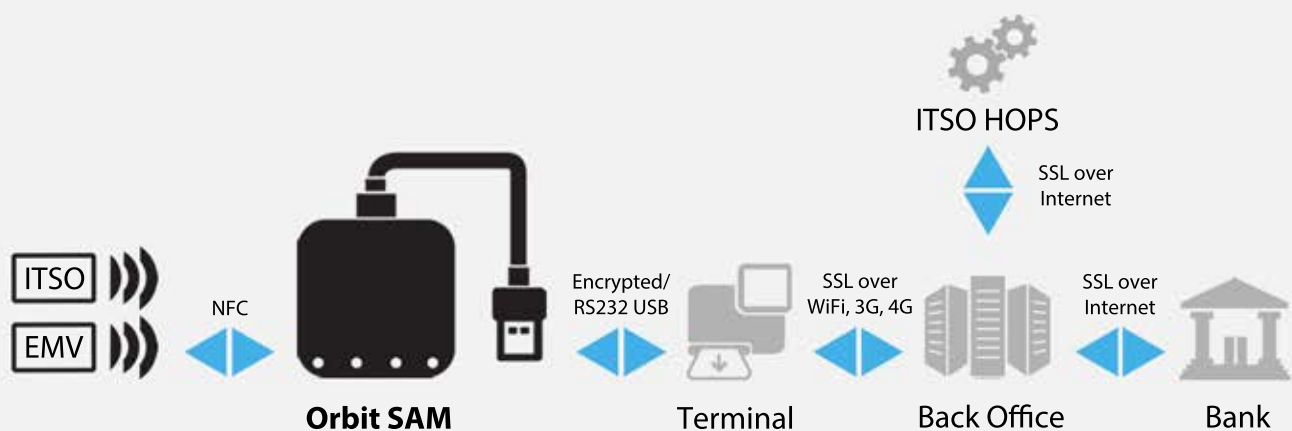 ITSO HOPS
SSL over
Internet
ITSO
EMV
NFC
Encrypted/
RS232 USB
SSL over
WiFi, 3G, 4G
SSL over
Internet
Orbit SAM
Terminal
Back Office
Bank